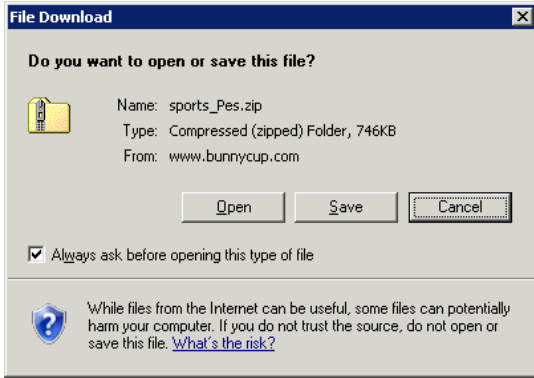 File Download
Do you want to open or save this file?
Name: sports_Pes.zip
Type: Compressed (zipped) Folder, 746KB
From: www.bunnycup.com
Open Save Cancel
Always ask before opening this type of file
While files from the Internet can be useful, some files can potentially
harm your computer. If you do not trust the source, do not open or
save this file. What's the risk?